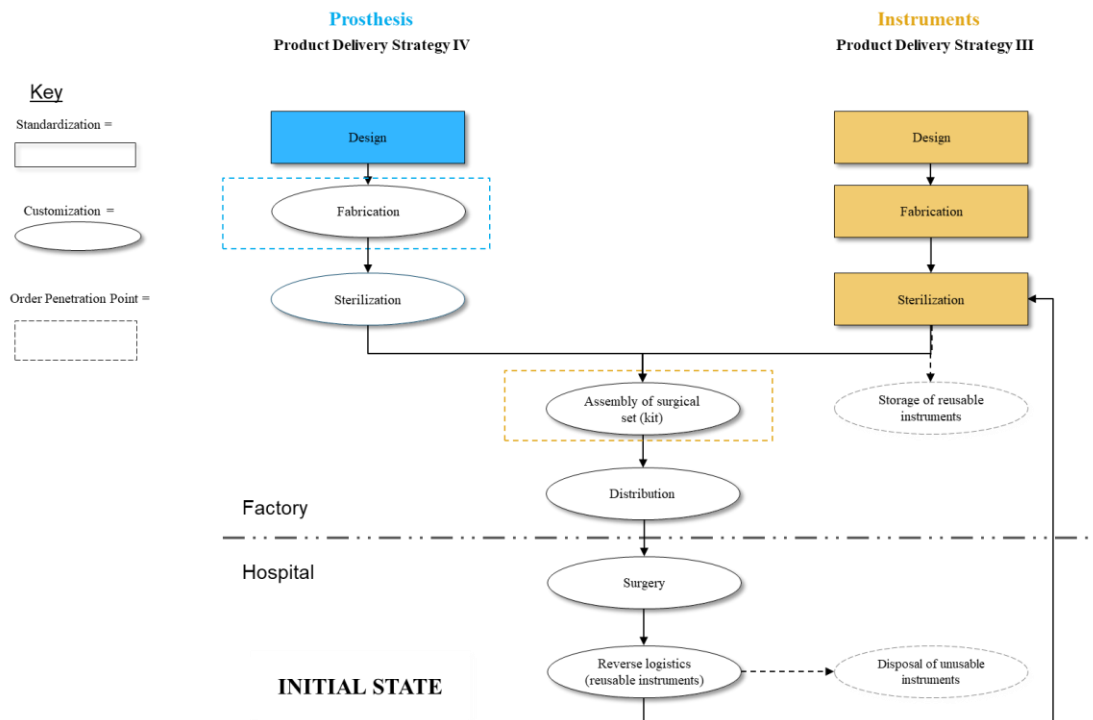 Prosthesis
Product Delivery Strategy IV
Instruments
Product Delivery Strategy III
Key
Standardization =
Customization =
Order Penetration Point =
Design
Design
Fabrication
Fabrication
Sterilization
Sterilization
Assembly of surgical
set (kit)
Storage of reusable
instruments
Distribution
Factory
Hospital
Surgery
Reverse logistics
(reusable instruments)
Disposal of unusable
instruments
INITIAL STATE